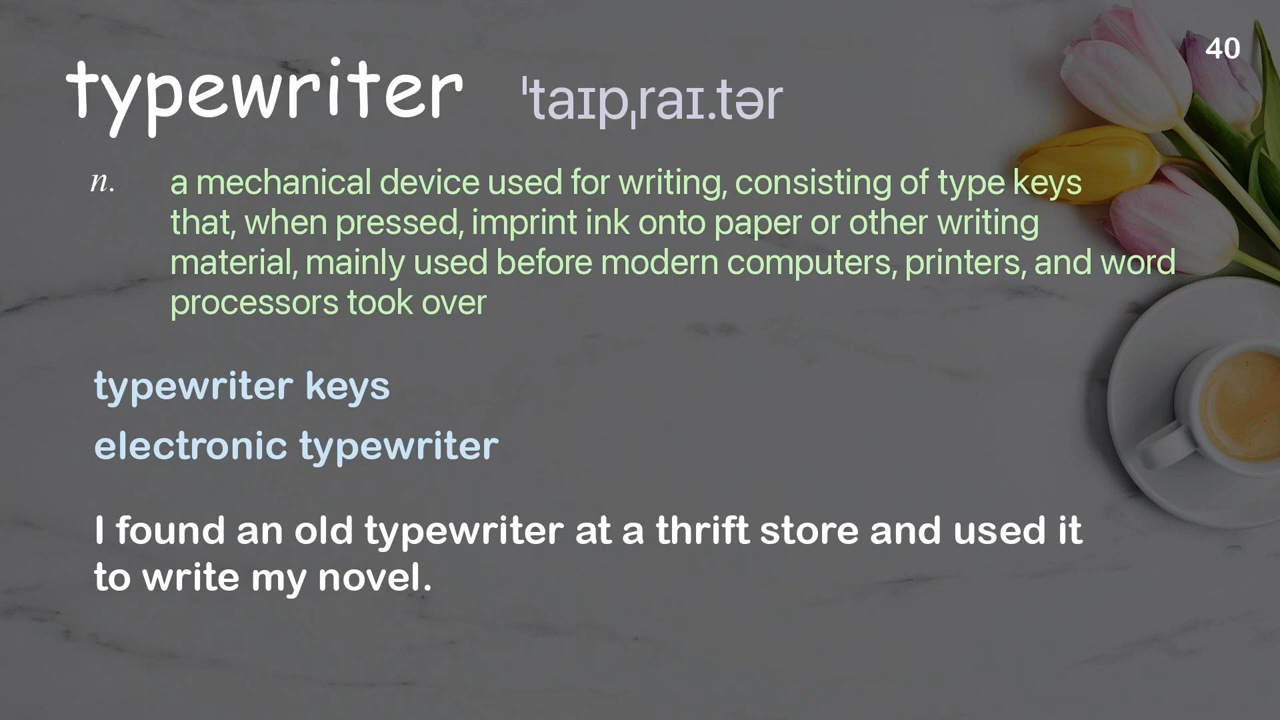 40
typewriter ˈtaɪpˌraɪ.tər
n. a mechanical device used for writing, consisting of type keys
that, when pressed, imprint ink onto paper or other writing
material, mainly used before modern computers, printers, and word
processors took over
typewriter keys
electronic typewriter
I found an old typewriter at a thrift store and used it
to write my novel.